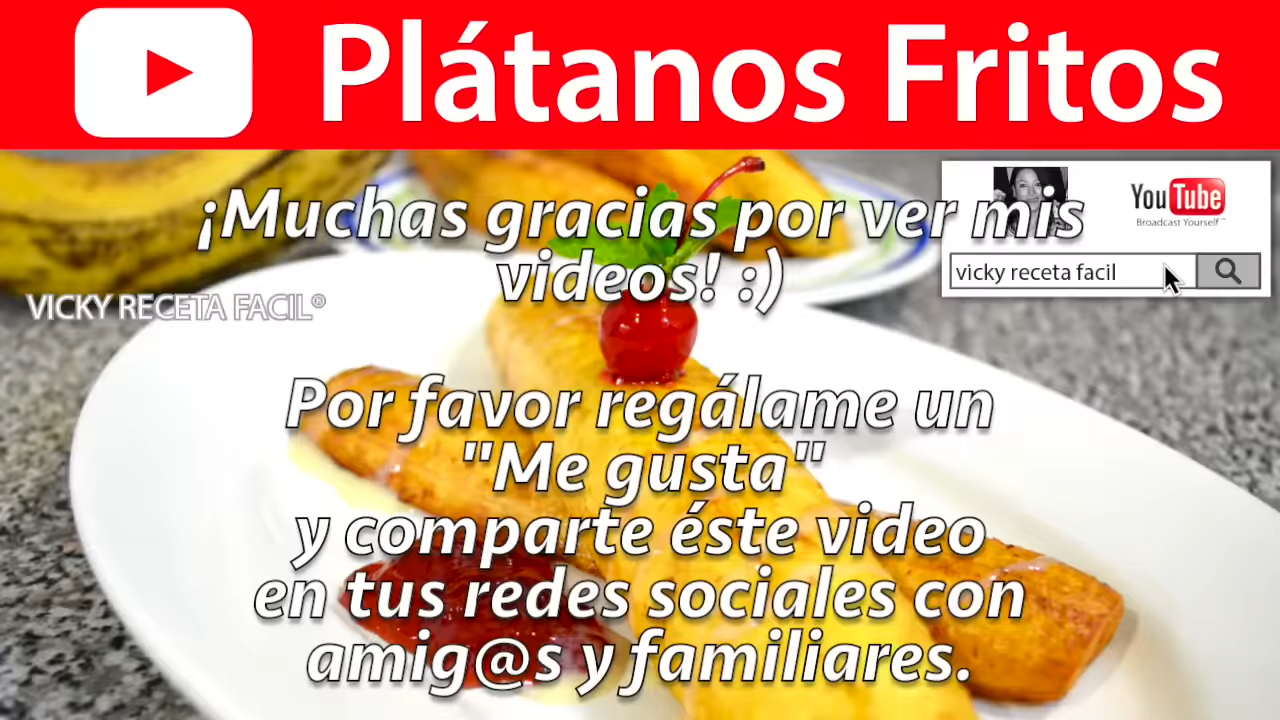 Plátanos Fritos
¡Muchas gracias por ver mis
videos! :)
YouTube
Broadcast Yourself™
vicky receta facil
VICKY RECETA FACIL®
Por favor regálame un
"Me gusta"
y comparte éste video
en tus redes sociales con
amig@s y familiares.